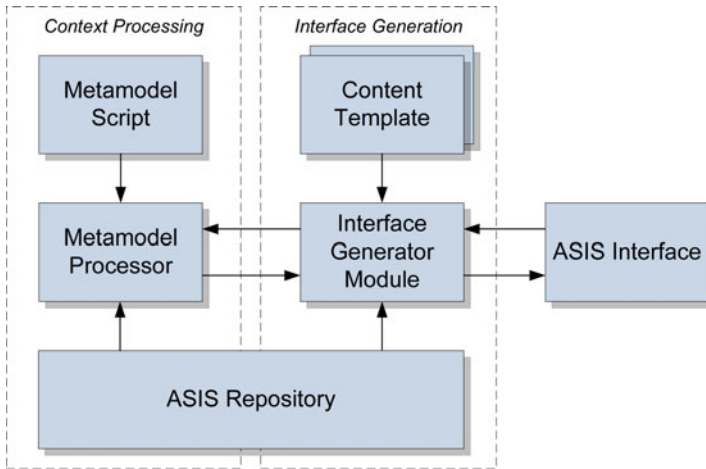 Context Processing
Interface Generation
Metamodel
Script
Content
Template
Metamodel
Processor
Interface
Generator
Module
ASIS Interface
ASIS Repository